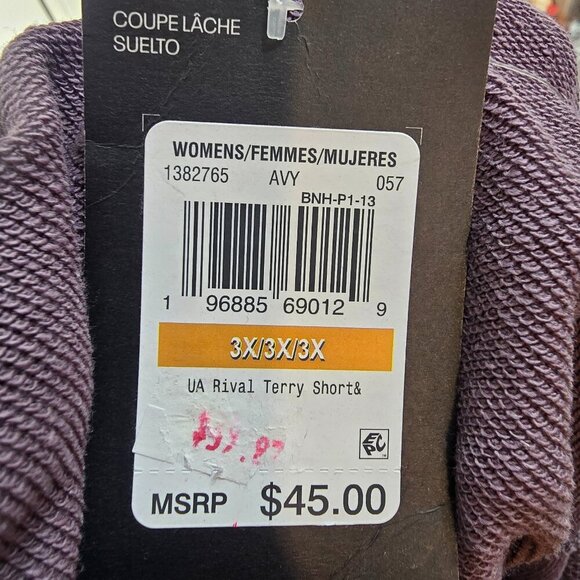 COUPE LÂCHE
SUELTO
WOMENS/FEMMES/MUJERES
1382765 AVY 057
BNH-P1-13
1 96885 69012 9
3X/3X/3X
UA Rival Terry Short&
EPC
MSRP $45.00